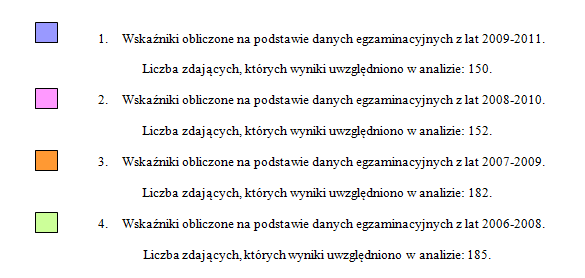 1. Wskaźniki obliczone na podstawie danych egzaminacyjnych z lat 2009-2011.
Liczba zdających, których wyniki uwzględniono w analizie: 150.
2. Wskaźniki obliczone na podstawie danych egzaminacyjnych z lat 2008-2010.
Liczba zdających, których wyniki uwzględniono w analizie: 152.
3. Wskaźniki obliczone na podstawie danych egzaminacyjnych z lat 2007-2009.
Liczba zdających, których wyniki uwzględniono w analizie: 182.
4. Wskaźniki obliczone na podstawie danych egzaminacyjnych z lat 2006-2008.
Liczba zdających, których wyniki uwzględniono w analizie: 185.